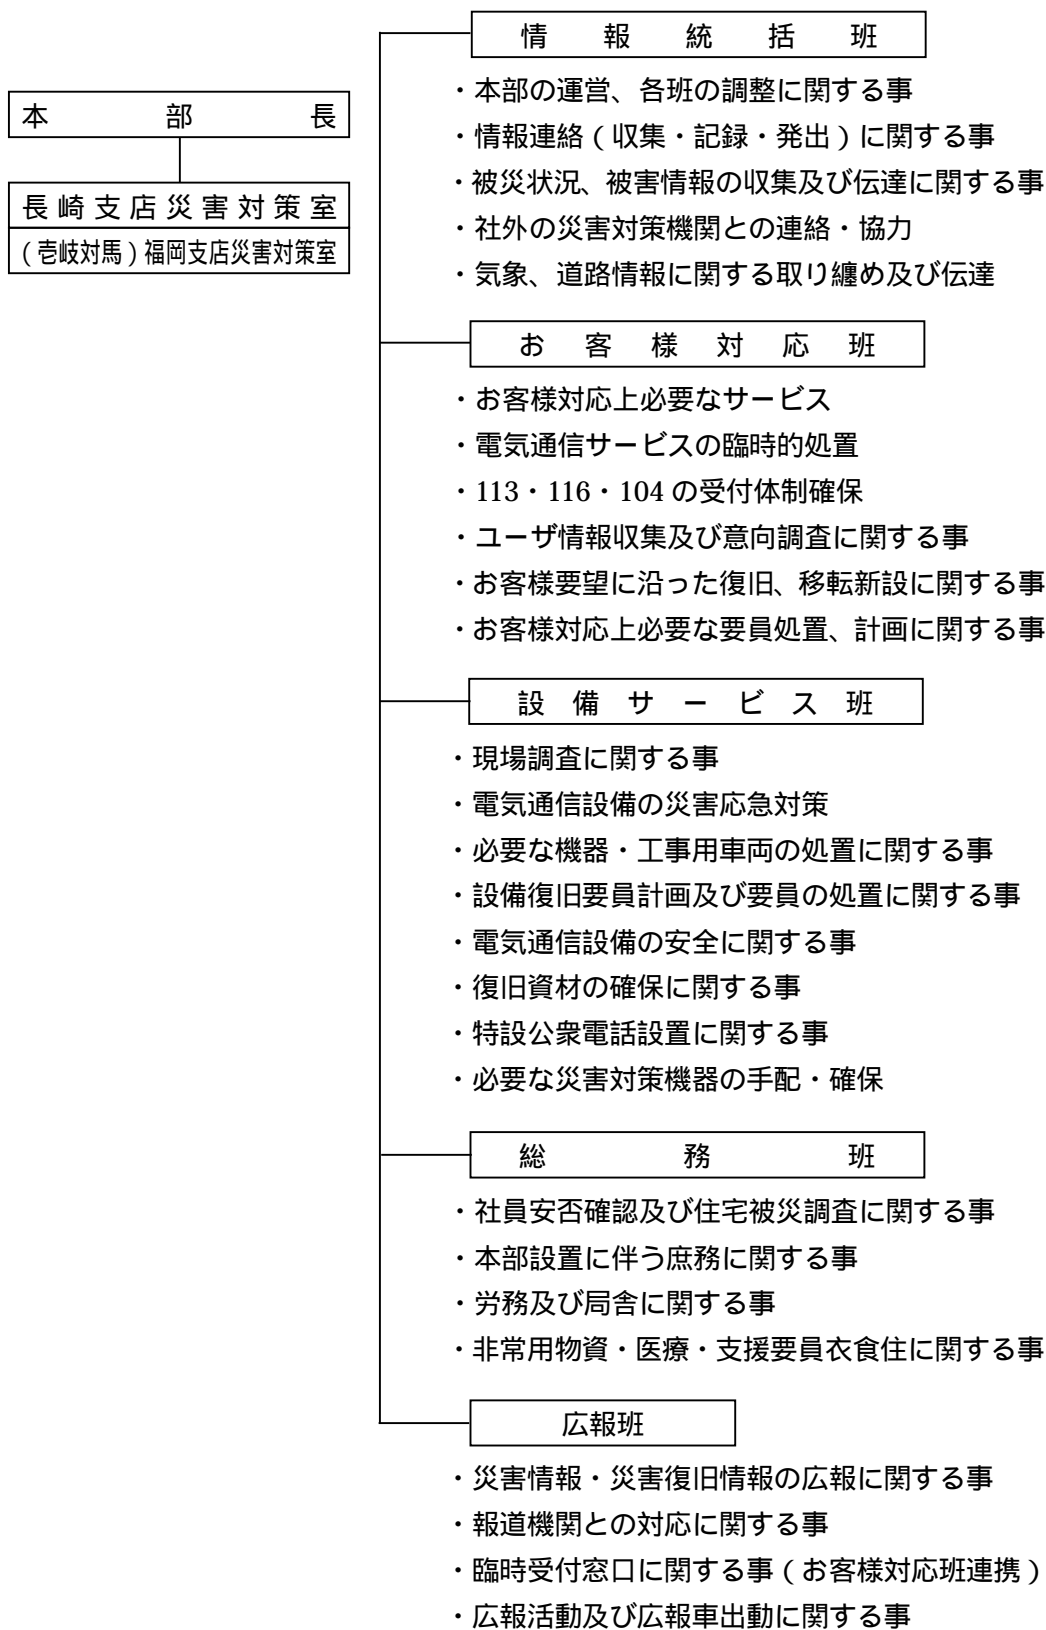 本部長
長崎支店災害対策室
(壱岐対馬)福岡支店災害対策室
情報統括班
・本部の運営、各班の調整に関する事
・情報連絡(収集・記録・発出)に関する事
・被災状況、被害情報の収集及び伝達に関する事
・社外の災害対策機関との連絡・協力
・気象、道路情報に関する取り纏め及び伝達
お客様対応班
・お客様対応上必要なサービス
・電気通信サービスの臨時的処置
・113・116・104の受付体制確保
・ユーザ情報収集及び意向調査に関する事
・お客様要望に沿った復旧、移転新設に関する事
・お客様対応上必要な要員処置、計画に関する事
設備サービス班
・現場調査に関する事
・電気通信設備の災害応急対策
・必要な機器・工事用車両の処置に関する事
・設備復旧要員計画及び要員の処置に関する事
・電気通信設備の安全に関する事
・復旧資材の確保に関する事
・特設公衆電話設置に関する事
・必要な災害対策機器の手配・確保
総務班
・社員安否確認及び住宅被災調査に関する事
・本部設置に伴う庶務に関する事
・労務及び局舎に関する事
・非常用物資・医療・支援要員衣食住に関する事
広報班
・災害情報・災害復旧情報の広報に関する事
・報道機関との対応に関する事
・臨時受付窓口に関する事(お客様対応班連携)
・広報活動及び広報車出動に関する事